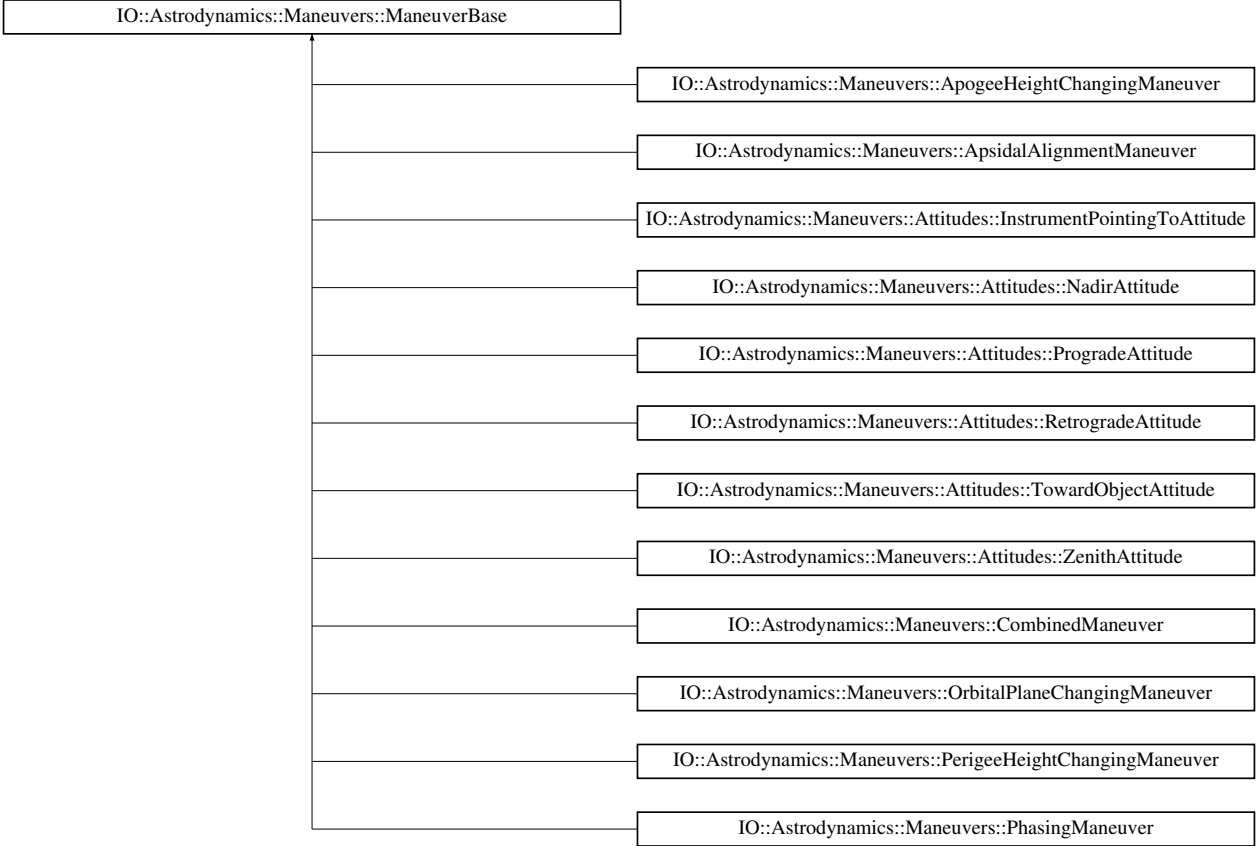 IO::Astrodynamics::Maneuvers::ManeuverBase
IO::Astrodynamics::Maneuvers::ApogeeHeightChangingManeuver
IO::Astrodynamics::Maneuvers::ApsidalAlignmentManeuver
IO::Astrodynamics::Maneuvers::Attitudes::InstrumentPointingToAttitude
IO::Astrodynamics::Maneuvers::Attitudes::NadirAttitude
IO::Astrodynamics::Maneuvers::Attitudes::ProgradeAttitude
IO::Astrodynamics::Maneuvers::Attitudes::RetrogradeAttitude
IO::Astrodynamics::Maneuvers::Attitudes::TowardObjectAttitude
IO::Astrodynamics::Maneuvers::Attitudes::ZenithAttitude
IO::Astrodynamics::Maneuvers::CombinedManeuver
IO::Astrodynamics::Maneuvers::OrbitalPlaneChangingManeuver
IO::Astrodynamics::Maneuvers::PerigeeHeightChangingManeuver
IO::Astrodynamics::Maneuvers::PhasingManeuver